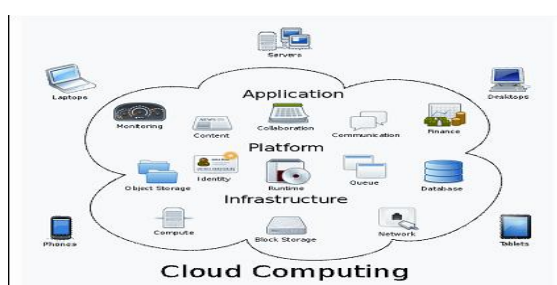 Servers
Application
Laptops
Desktops
Monitoring
Content
Collaboration
Communication
Finance
Platform
Object Storage
Identity
Runtime
Queue
Database
Infrastructure
Compute
Block Storage
Network
Phones
Tablets
Cloud Computing